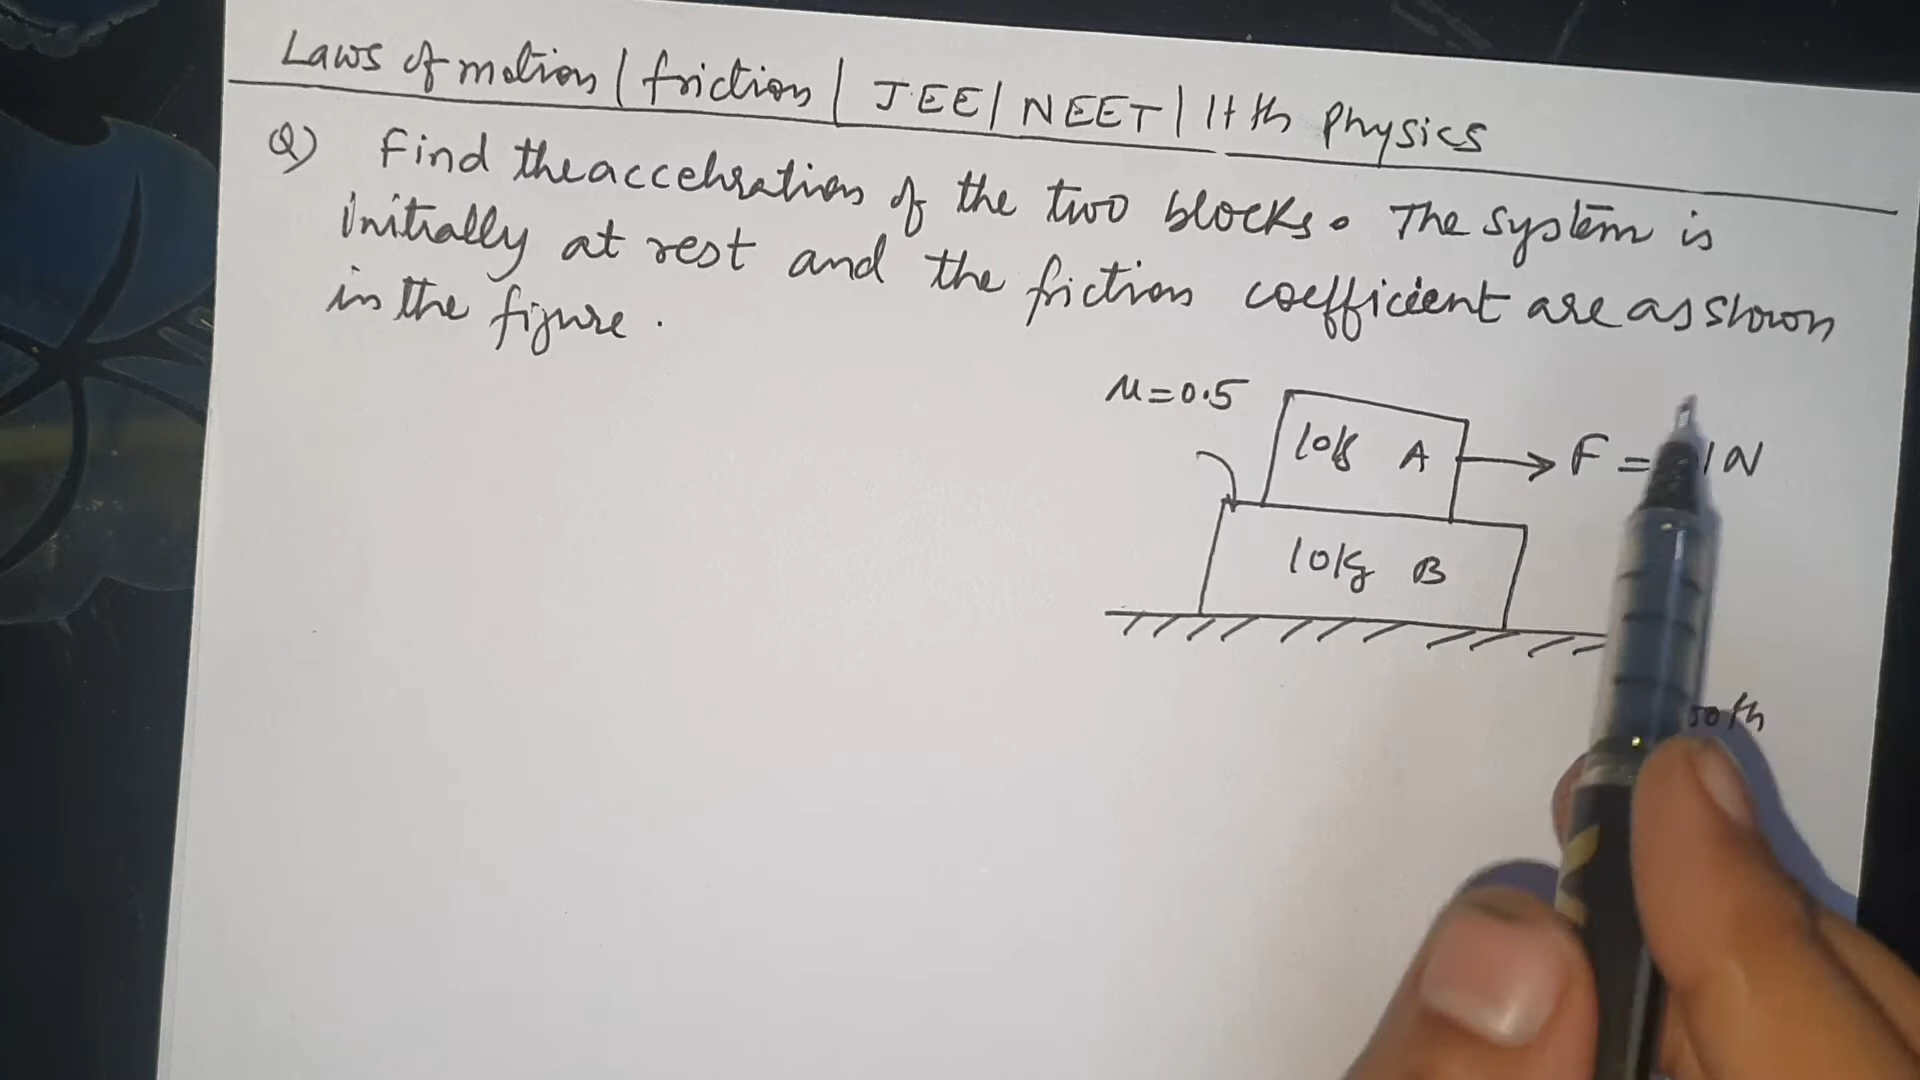 Laws of motion | friction | JEE | NEET | 11th Physics
Q) Find the acceleration of the two blocks. The system is
initially at rest and the friction coefficient are as shown
in the figure.
μ=0.5
10kg A
F =
N
10kg B